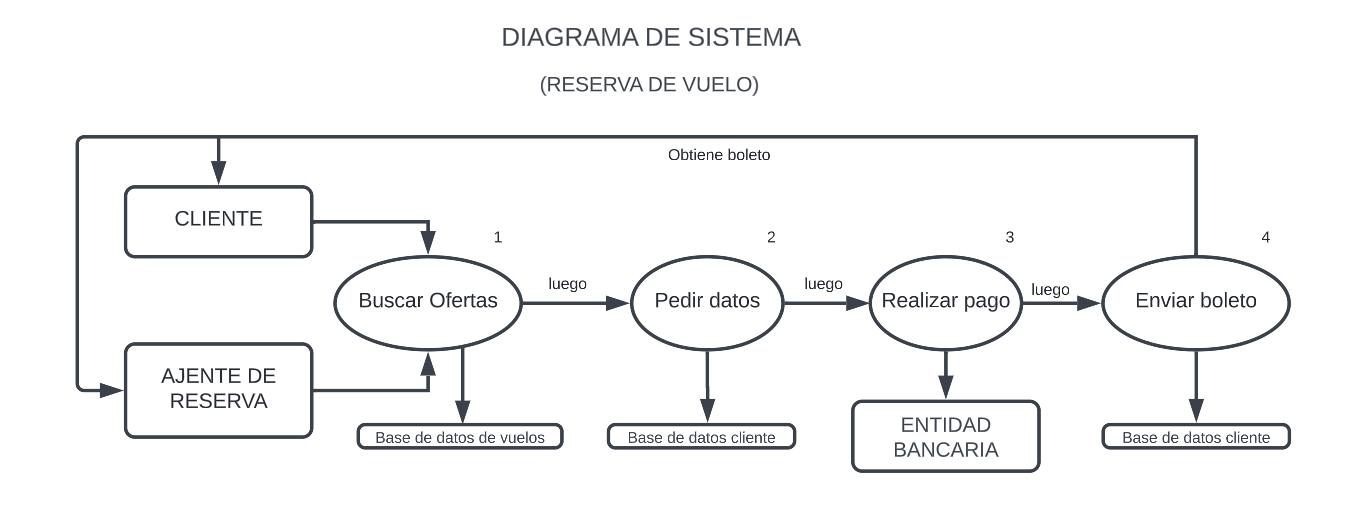 DIAGRAMA DE SISTEMA
(RESERVA DE VUELO)
Obtiene boleto
CLIENTE
1
2
3
4
Buscar Ofertas
luego
Pedir datos
luego
Realizar pago
luego
Enviar boleto
AJENTE DE
RESERVA
Base de datos de vuelos
Base de datos cliente
ENTIDAD
BANCARIA
Base de datos cliente